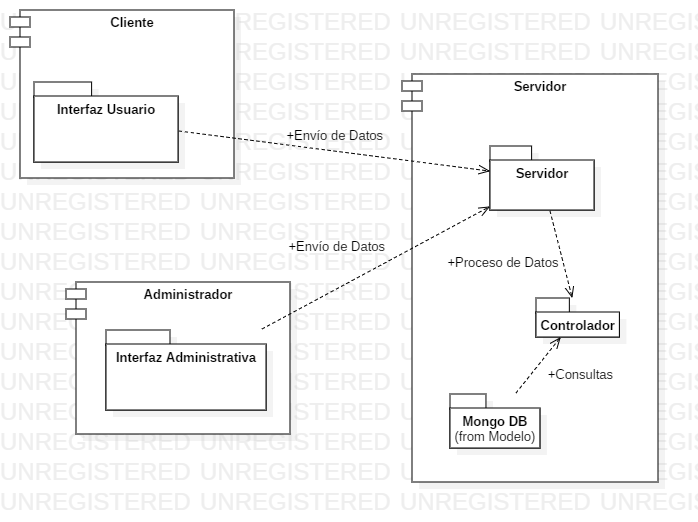 Cliente
Interfaz Usuario
+Envío de Datos
Servidor
Servidor
+Envío de Datos
+Proceso de Datos
Administrador
Interfaz Administrativa
Controlador
+Consultas
Mongo DB
(from Modelo)
UNREGISTERED UNREGISTERED UNREGISTERED UNREGISTERED